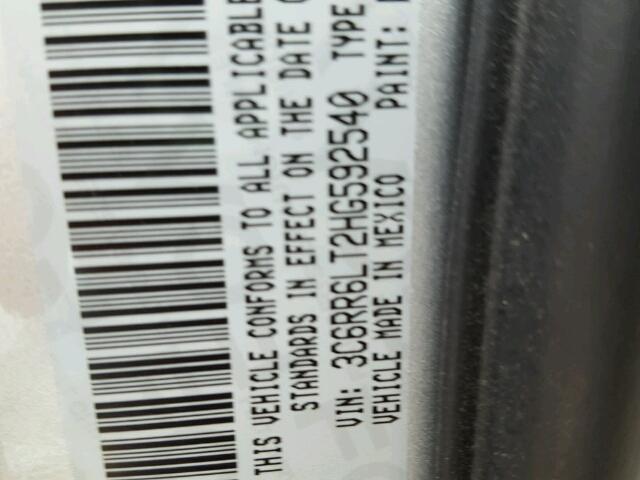 THIS VEHICLE CONFORMS TO ALL APPLICABLE
STANDARDS IN EFFECT ON THE DATE
VIN: 3C6RR6LT2HG592540 TYPE
VEHICLE MADE IN MEXICO PAINT: